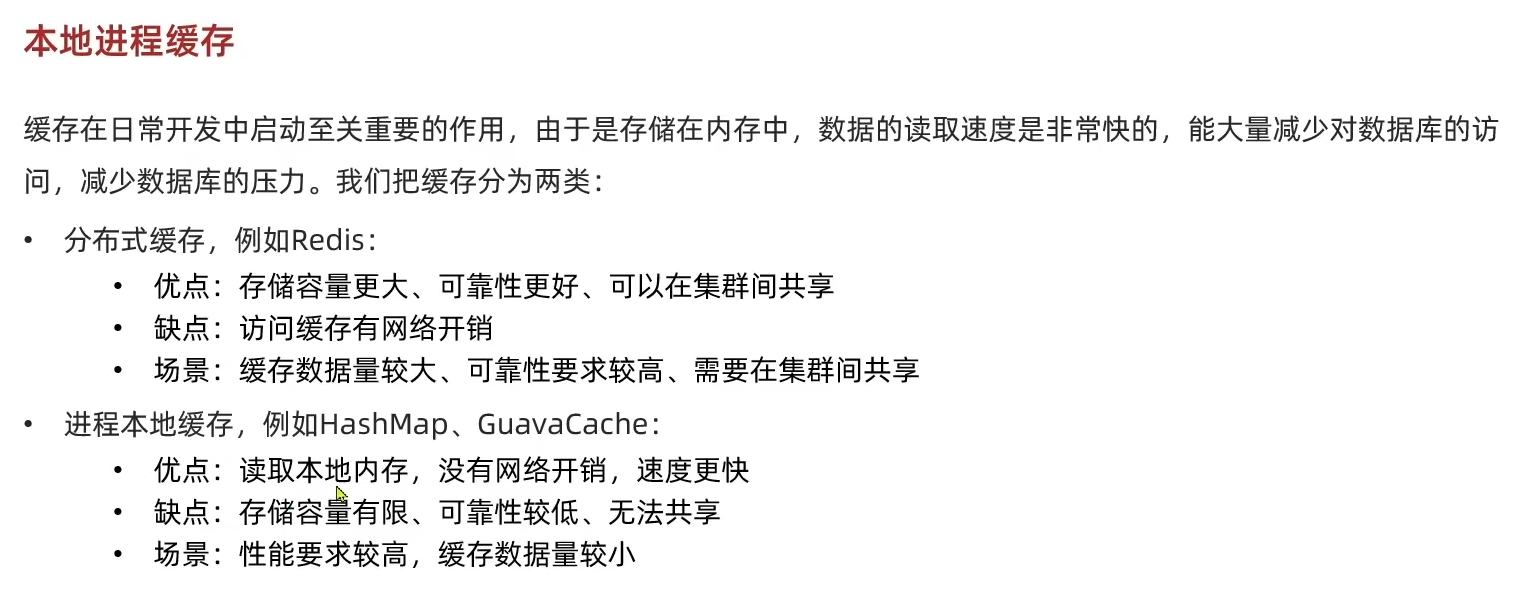 本地进程缓存
缓存在日常开发中启动至关重要的作用，由于是存储在内存中，数据的读取速度是非常快的，能大量减少对数据库的访
问，减少数据库的压力。我们把缓存分为两类：
• 分布式缓存，例如Redis：
• 优点：存储容量更大、可靠性更好、可以在集群间共享
• 缺点：访问缓存有网络开销
• 场景：缓存数据量较大、可靠性要求较高、需要在集群间共享
• 进程本地缓存，例如HashMap、GuavaCache：
• 优点：读取本地内存，没有网络开销，速度更快
• 缺点：存储容量有限、可靠性较低、无法共享
• 场景：性能要求较高，缓存数据量较小